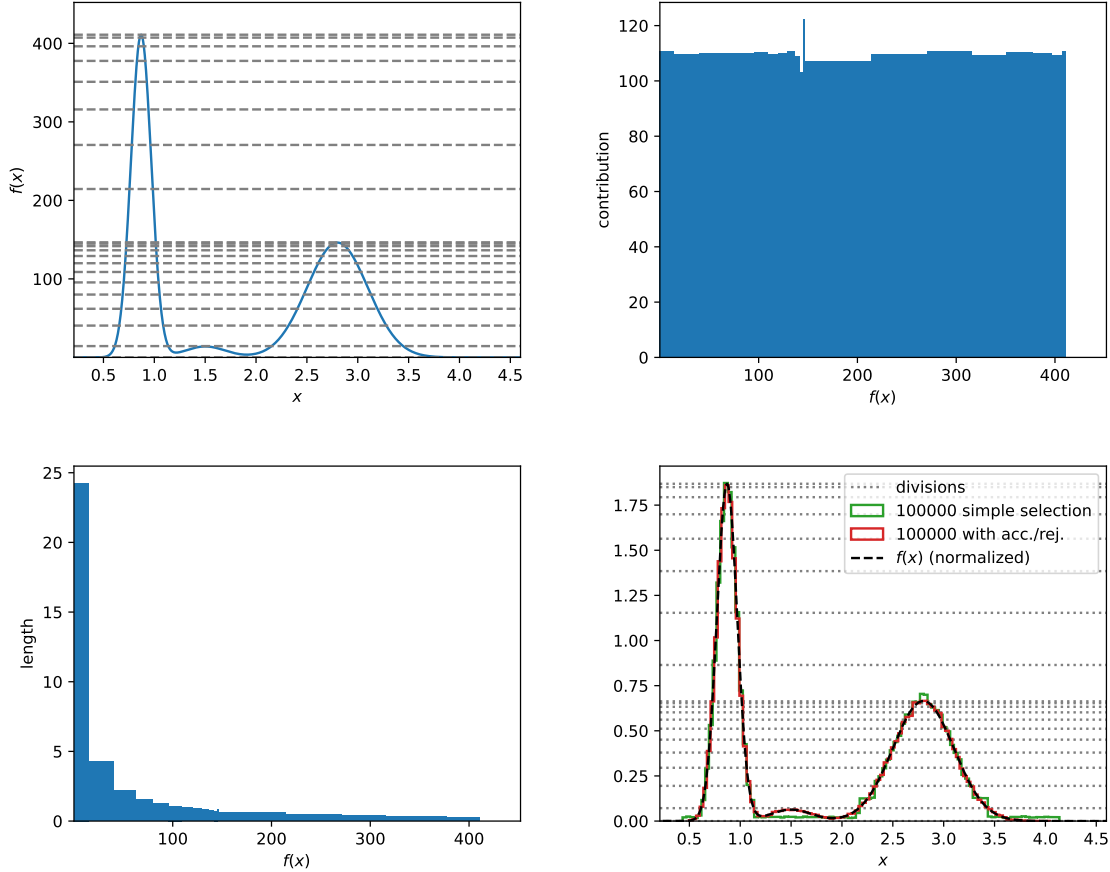 400
300
200
100
f(x)
0.5 1.0 1.5 2.0 2.5 3.0 3.5 4.0 4.5
x
120
100
80
60
40
20
0
contribution
100 200 300 400
f(x)
25
20
15
10
5
0
length
100 200 300 400
f(x)
1.75
1.50
1.25
1.00
0.75
0.50
0.25
0.00
divisions
100000 simple selection
100000 with acc./rej.
f(x) (normalized)
0.5 1.0 1.5 2.0 2.5 3.0 3.5 4.0 4.5
x